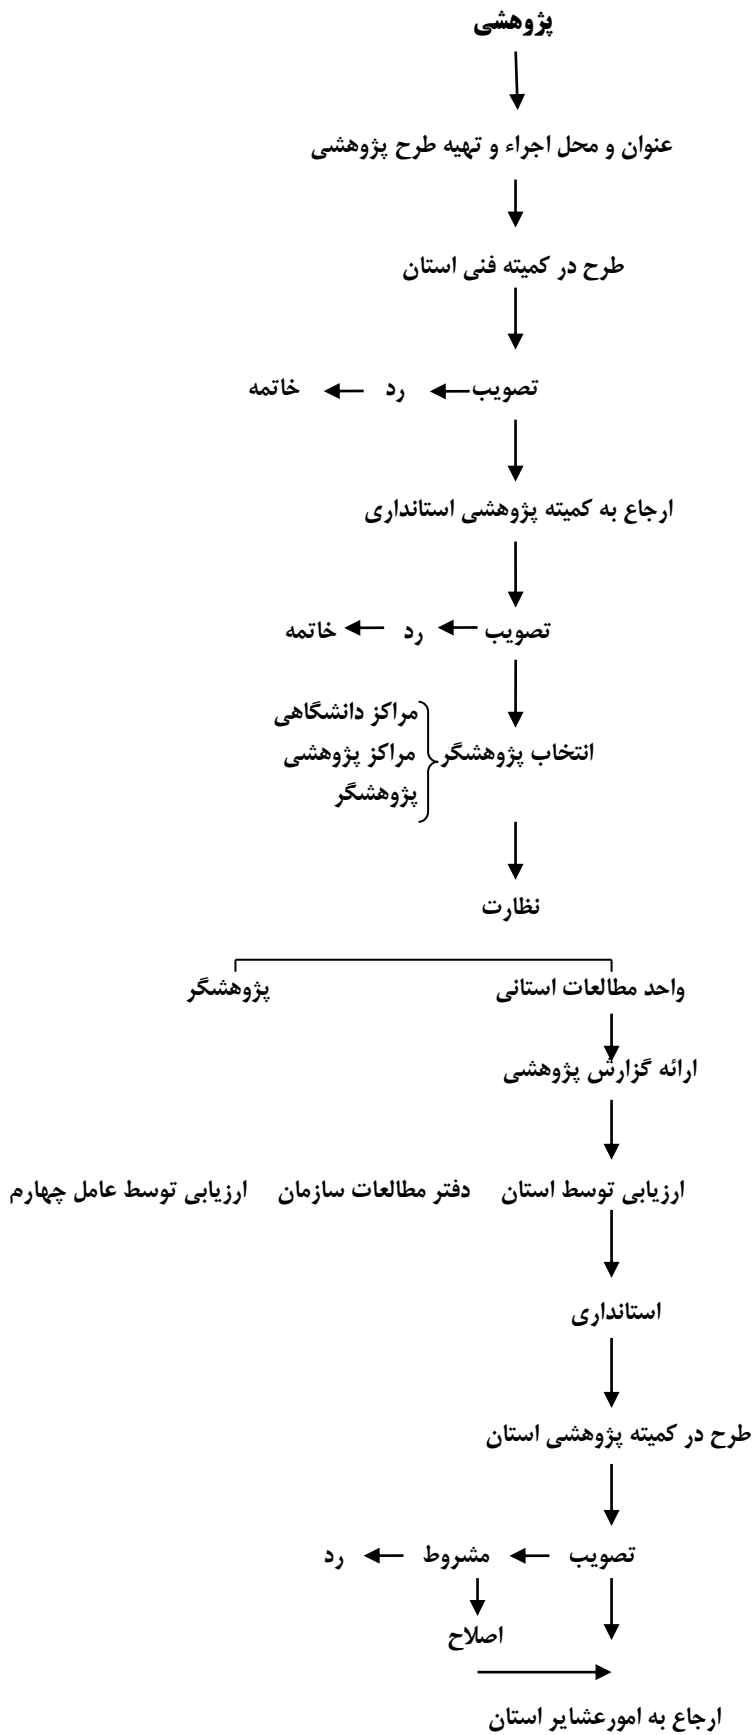 پژوهشی
عنوان و محل اجراء و تهیه طرح پژوهشی
طرح در کمیته فنی استان
تصویب رد خاتمه
ارجاع به کمیته پژوهشی استانداری
تصویب رد خاتمه
مراکز دانشگاهی
انتخاب پژوهشگر مراکز پژوهشی
پژوهشگر
نظارت
واحد مطالعات استانی پژوهشگر
ارائه گزارش پژوهشی
ارزیابی توسط استان دفتر مطالعات سازمان ارزیابی توسط عامل چهارم
استانداری
طرح در کمیته پژوهشی استان
تصویب مشروط رد
اصلاح
ارجاع به امورعشایر استان